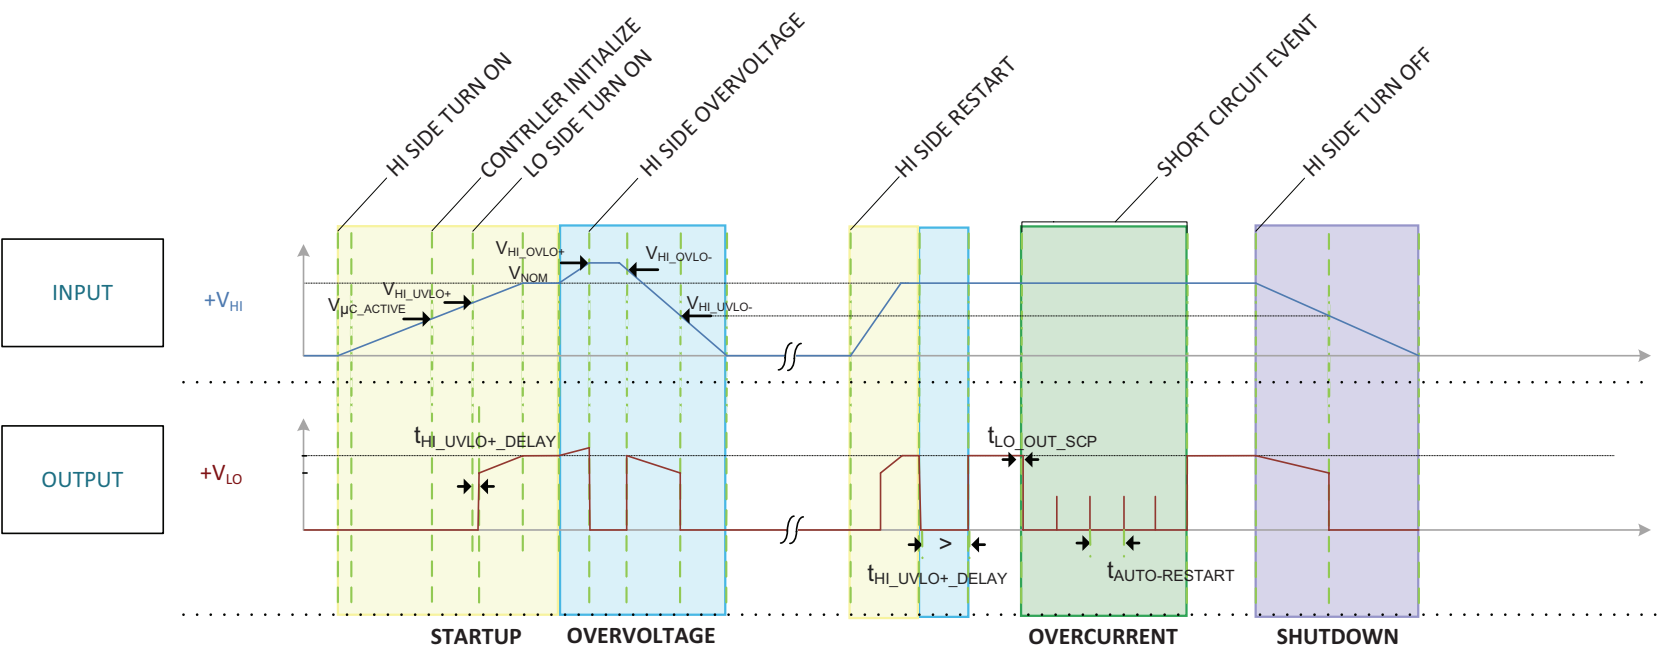 HI SIDE TURN ON
CONTRLLER INITIALIZE
LO SIDE TURN ON
HI SIDE OVERVOLTAGE
HI SIDE RESTART
SHORT CIRCUIT EVENT
HI SIDE TURN OFF
INPUT
+VHI
VµC_ACTIVE
VHI_UVLO+
VHI_OVLO+
VNOM
VHI_OVLO-
VHI_UVLO-
OUTPUT
+VLO
tHI_UVLO+_DELAY
tLO_OUT_SCP
>
tHI_UVLO+_DELAY
tAUTO-RESTART
STARTUP
OVERVOLTAGE
OVERCURRENT
SHUTDOWN